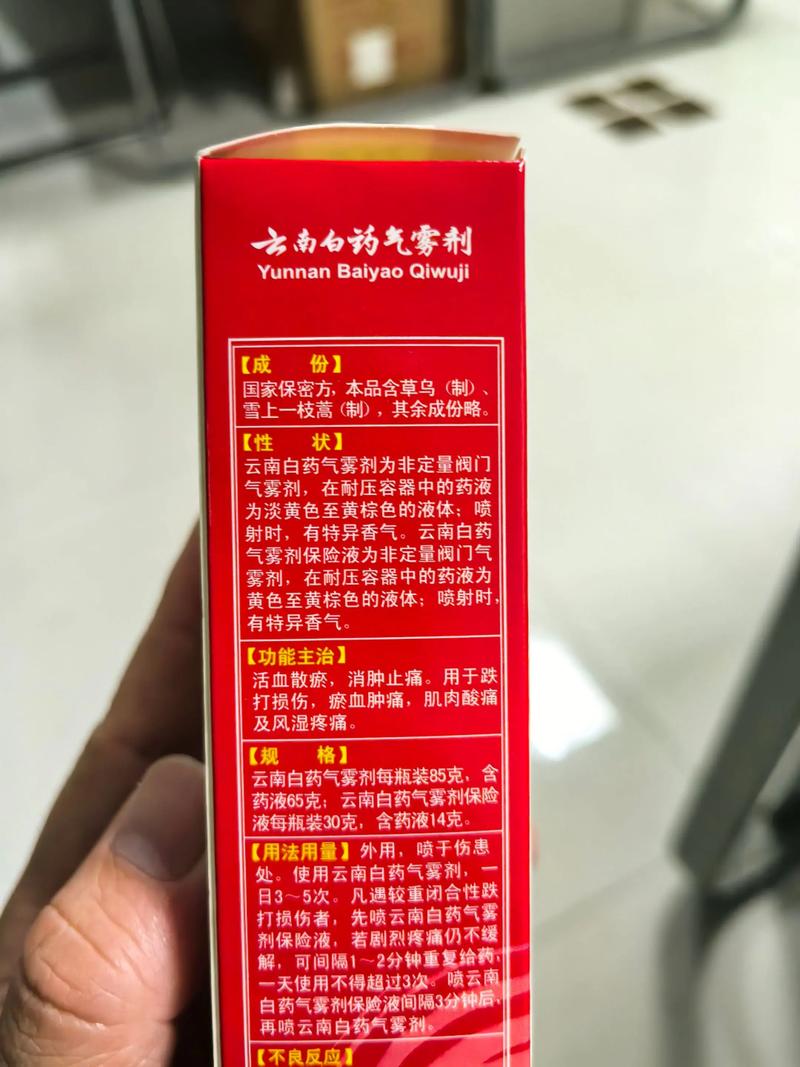 云南白药气雾剂
Yunnan Baiyao Qiwuji
【成　份】
国家保密方，本品含草乌（制）、
雪上一枝蒿（制），其余成份略。
【性　状】
云南白药气雾剂为非定量阀门
气雾剂，在耐压容器中的药液
为淡黄色至黄棕色的液体；喷
射时，有特异香气。云南白药
气雾剂保险液为非定量阀门气
雾剂，在耐压容器中的药液为
黄色至黄棕色的液体；喷射时，
有特异香气。
【功能主治】
活血散瘀，消肿止痛。用于跌
打损伤，瘀血肿痛，肌肉酸痛
及风湿疼痛。
【规　格】
云南白药气雾剂每瓶装85克，含
药液65克；云南白药气雾剂保险
液每瓶装30克，含药液14克。
【用法用量】外用，喷于伤患
处。使用云南白药气雾剂，一
日3～5次。凡遇较重闭合性跌
打损伤者，先喷云南白药气雾
剂保险液，若剧烈疼痛仍不缓
解，可间隔1～2分钟重复给药，
一天使用不得超过3次。喷云南
白药气雾剂保险液间隔3分钟后，
再喷云南白药气雾剂。
【不良反应】